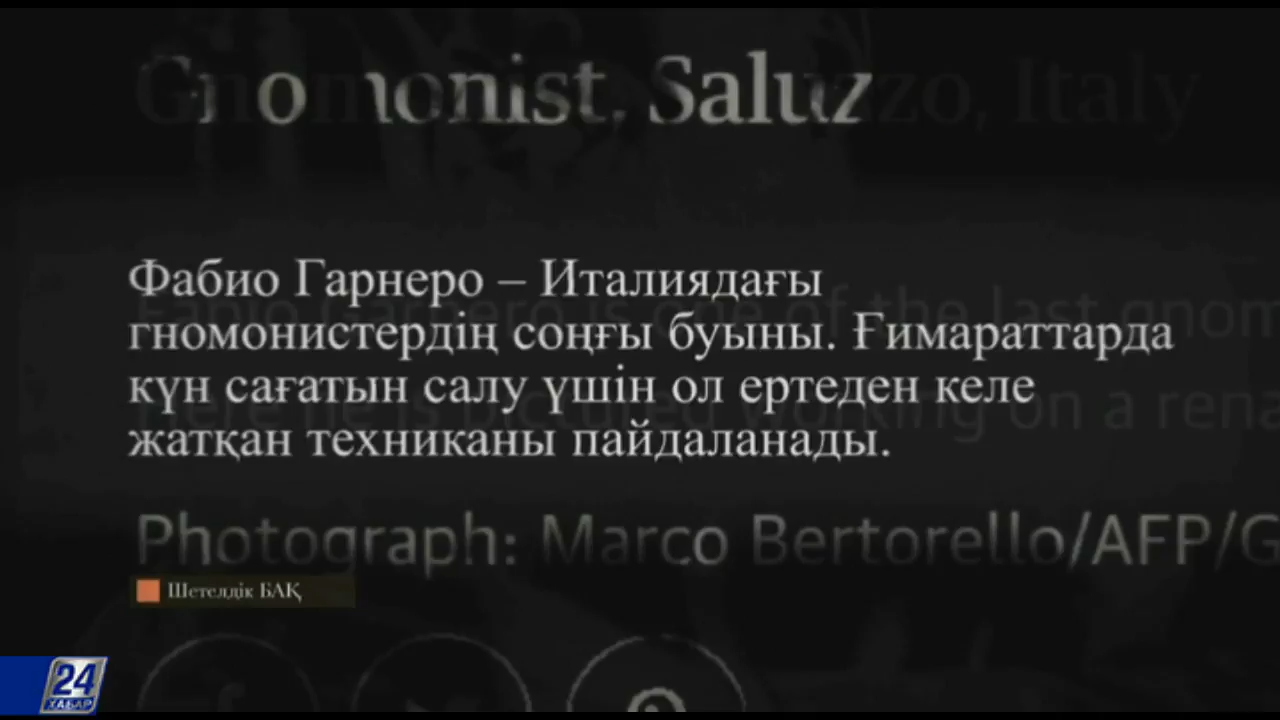 Gnomonist, Saluzzo, Italy
Фабио Гарнеро – Италиядағы
гномонистердің соңғы буыны. Ғимараттарда
күн сағатын салу үшін ол ертеден келе
жатқан техниканы пайдаланады.
Photograph: Marco Bertorello/AFP/G
Шетелдік БАҚ
24
ХАБАР